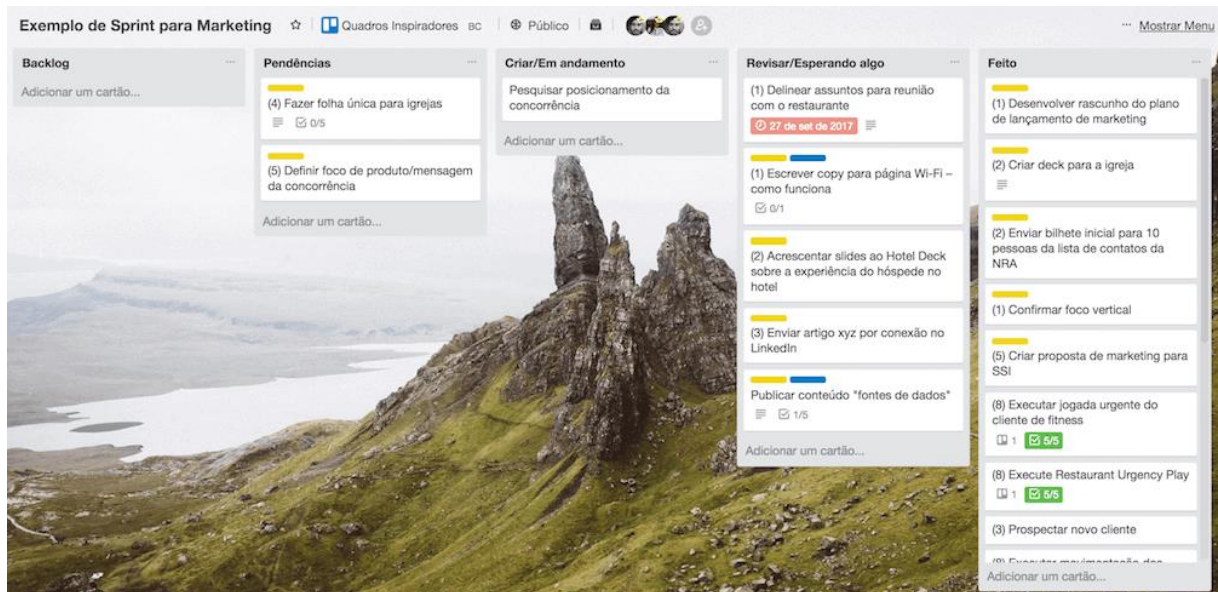 Exemplo de Sprint para Marketing
Quadros Inspiradores BC
Público
Mostrar Menu
Backlog
Adicionar um cartão...
Pendências
(4) Fazer folha única para igrejas
0/5
(5) Definir foco de produto/mensagem
da concorrência
Adicionar um cartão...
Criar/Em andamento
Pesquisar posicionamento da
concorrência
Adicionar um cartão...
Revisar/Esperando algo
(1) Delinear assuntos para reunião
com o restaurante
27 de set de 2017
(1) Escrever copy para página Wi-Fi –
como funciona
0/1
(2) Acrescentar slides ao Hotel Deck
sobre a experiência do hóspede no
hotel
(3) Enviar artigo xyz por conexão no
LinkedIn
Publicar conteúdo "fontes de dados"
1/5
Adicionar um cartão...
Feito
(1) Desenvolver rascunho do plano
de lançamento de marketing
(2) Criar deck para a igreja
(2) Enviar bilhete inicial para 10
pessoas da lista de contatos da
NRA
(1) Confirmar foco vertical
(5) Criar proposta de marketing para
SSI
(8) Executar jogada urgente do
cliente de fitness
1 5/5
(8) Execute Restaurant Urgency Play
1 5/5
(3) Prospectar novo cliente
Adicionar um cartão...